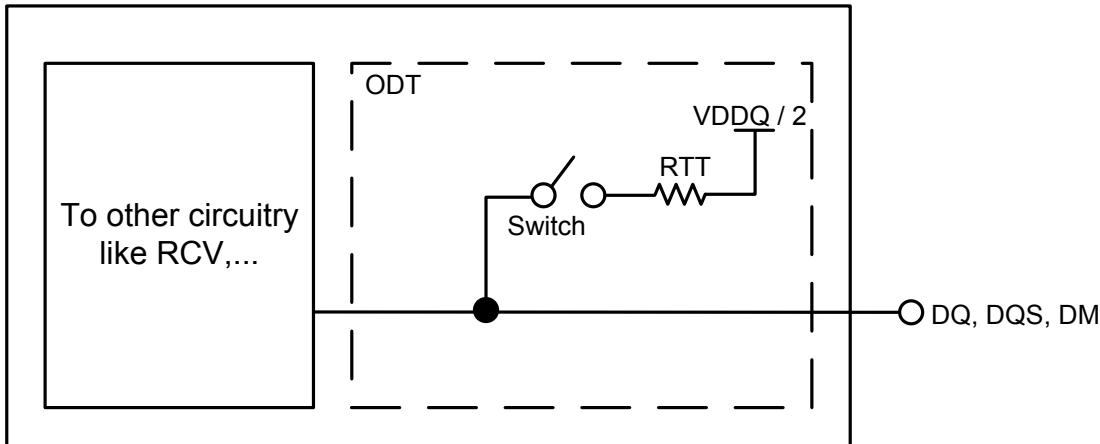 ODT
VDDQ / 2
RTT
Switch
To other circuitry
like RCV,...
DQ, DQS, DM